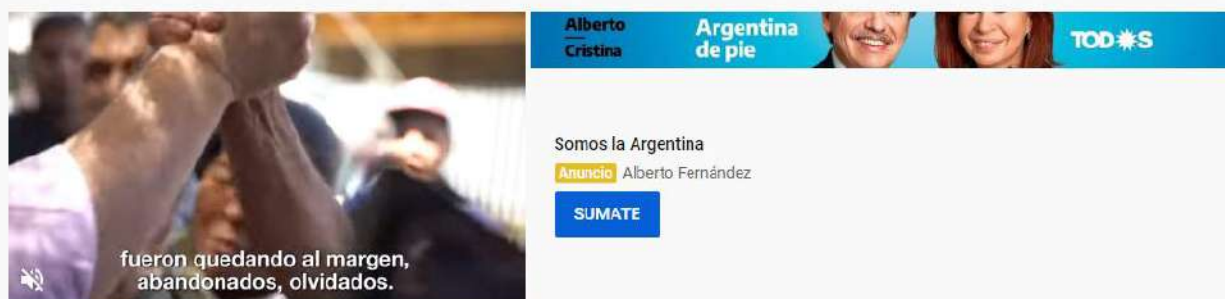 fueron quedando al margen,
abandonados, olvidados.
Alberto
Cristina
Argentina
de pie
TODOS
Somos la Argentina
Anuncio Alberto Fernández
SUMATE